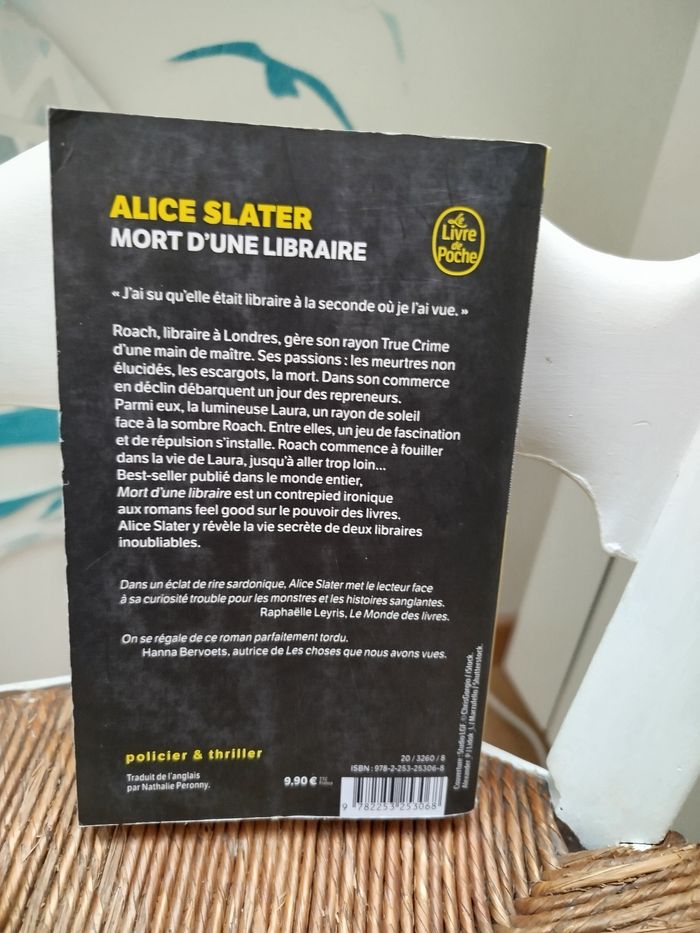 ALICE SLATER
MORT D'UNE LIBRAIRE
Le
Livre
de
Poche
« J'ai su qu'elle était libraire à la seconde où je l'ai vue. »
Roach, libraire à Londres, gère son rayon True Crime
d'une main de maître. Ses passions : les meurtres non
élucidés, les escargots, la mort. Dans son commerce
en déclin débarquent un jour des repreneurs.
Parmi eux, la lumineuse Laura, un rayon de soleil
face à la sombre Roach. Entre elles, un jeu de fascination
et de répulsion s'installe. Roach commence à fouiller
dans la vie de Laura, jusqu'à aller trop loin...
Best-seller publié dans le monde entier,
Mort d'une libraire est un contrepied ironique
aux romans feel good sur le pouvoir des livres.
Alice Slater y révèle la vie secrète de deux libraires
inoubliables.
Dans un éclat de rire sardonique, Alice Slater met le lecteur face
à sa curiosité trouble pour les monstres et les histoires sanglantes.
Raphaëlle Leyris, Le Monde des livres.
On se régale de ce roman parfaitement tordu.
Hanna Bervoets, autrice de Les choses que nous avons vues.
policier & thriller
Traduit de l'anglais
par Nathalie Peronny.
9,90 €
20 / 3260 / 8
ISBN : 978-2-253-25306-8
9 782253 253068
Couverture : Studio LGF. © ChrisGorgio / iStock.